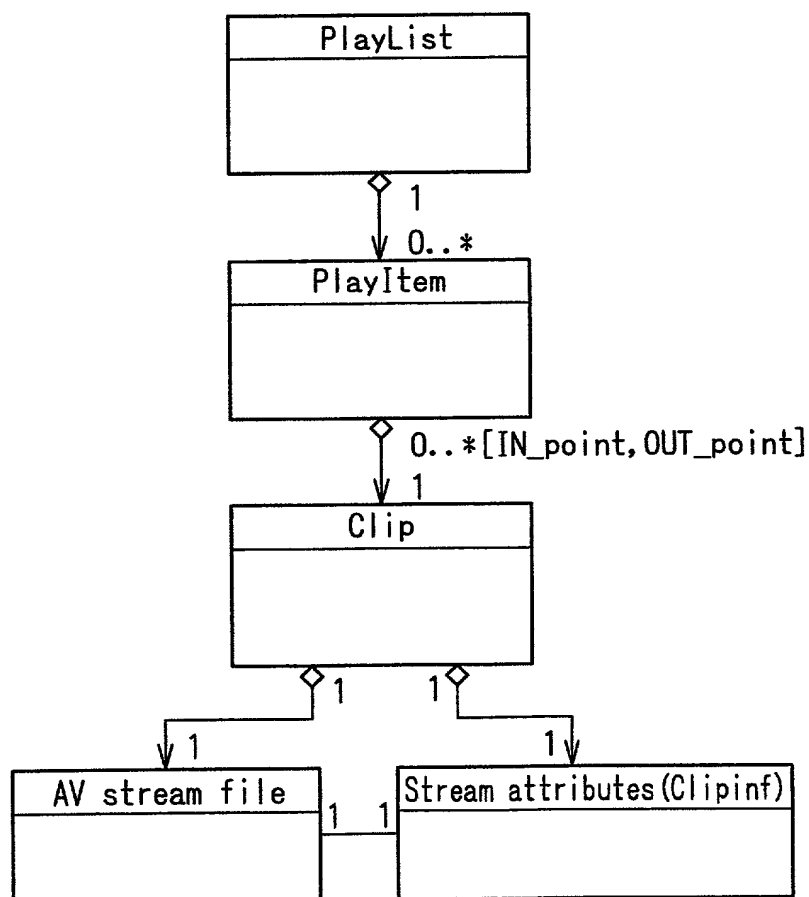 PlayList
1
0..*
PlayItem
0..*[IN_point,OUT_point]
1
Clip
1 1
1 1
AV stream file
Stream attributes(Clipinf)
1 1